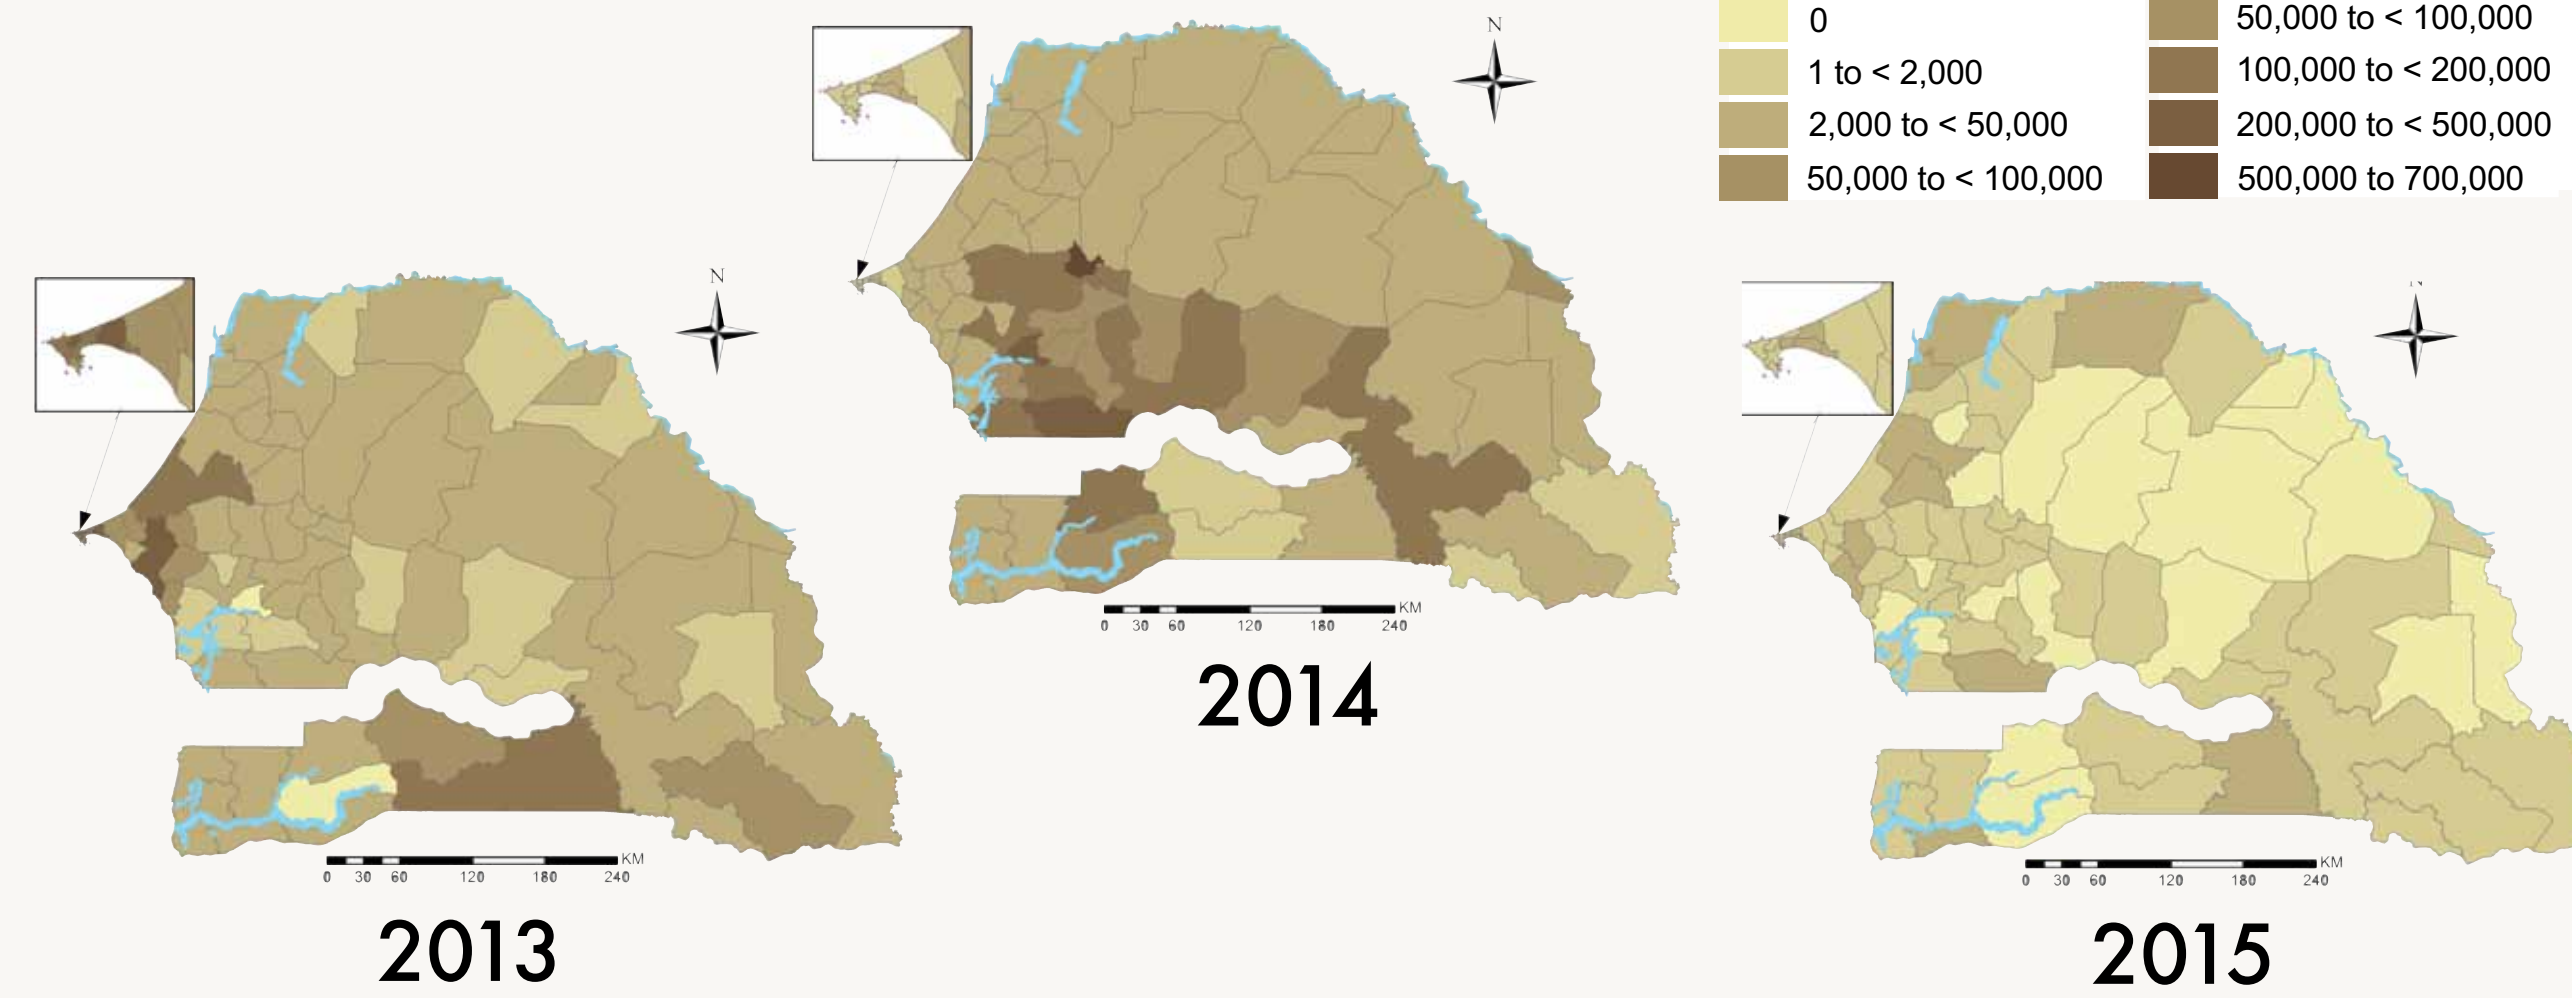 0
1 to < 2,000
2,000 to < 50,000
50,000 to < 100,000
50,000 to < 100,000
100,000 to < 200,000
200,000 to < 500,000
500,000 to 700,000
N
KM
0 30 60 120 180 240
2013
N
KM
0 30 60 120 180 240
2014
N
KM
0 30 60 120 180 240
2015